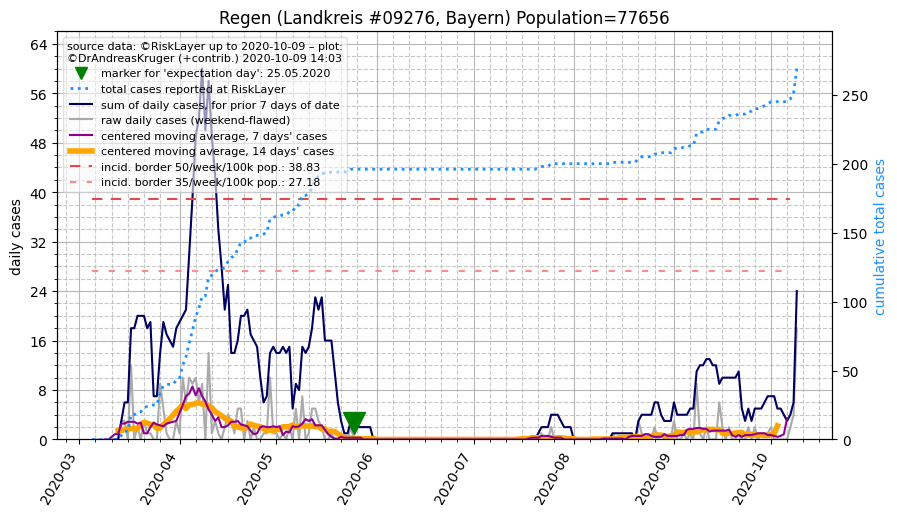 Regen (Landkreis #09276, Bayern) Population=77656
source data: ©RiskLayer up to 2020-10-09 – plot:
©DrAndreasKruger (+contrib.) 2020-10-09 14:03
marker for 'expectation day': 25.05.2020
total cases reported at RiskLayer
sum of daily cases, for prior 7 days of date
raw daily cases (weekend-flawed)
centered moving average, 7 days' cases
centered moving average, 14 days' cases
incid. border 50/week/100k pop.: 38.83
incid. border 35/week/100k pop.: 27.18
daily cases
64
56
48
40
32
24
16
8
0
cumulative total cases
250
200
150
100
50
0
2020-03
2020-04
2020-05
2020-06
2020-07
2020-08
2020-09
2020-10